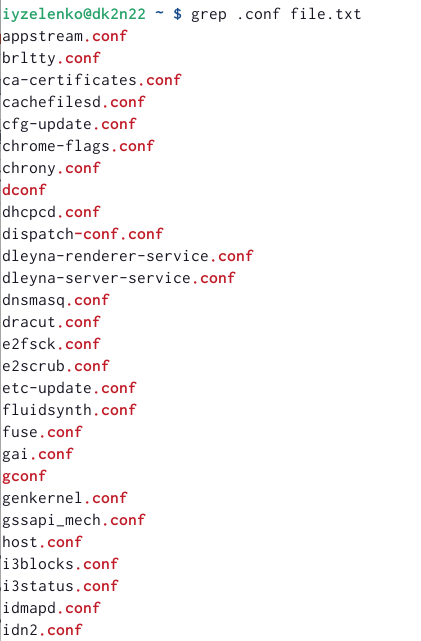 iyzelenko@dk2n22 ~ $ grep .conf file.txt
appstream.conf
brltty.conf
ca-certificates.conf
cachefilesd.conf
cfg-update.conf
chrome-flags.conf
chrony.conf
dconf
dhcpcd.conf
dispatch-conf.conf
dleyna-renderer-service.conf
dleyna-server-service.conf
dnsmasq.conf
dracut.conf
e2fsck.conf
e2scrub.conf
etc-update.conf
fluidsynth.conf
fuse.conf
gai.conf
gconf
genkernel.conf
gssapi_mech.conf
host.conf
i3blocks.conf
i3status.conf
idmapd.conf
idn2.conf